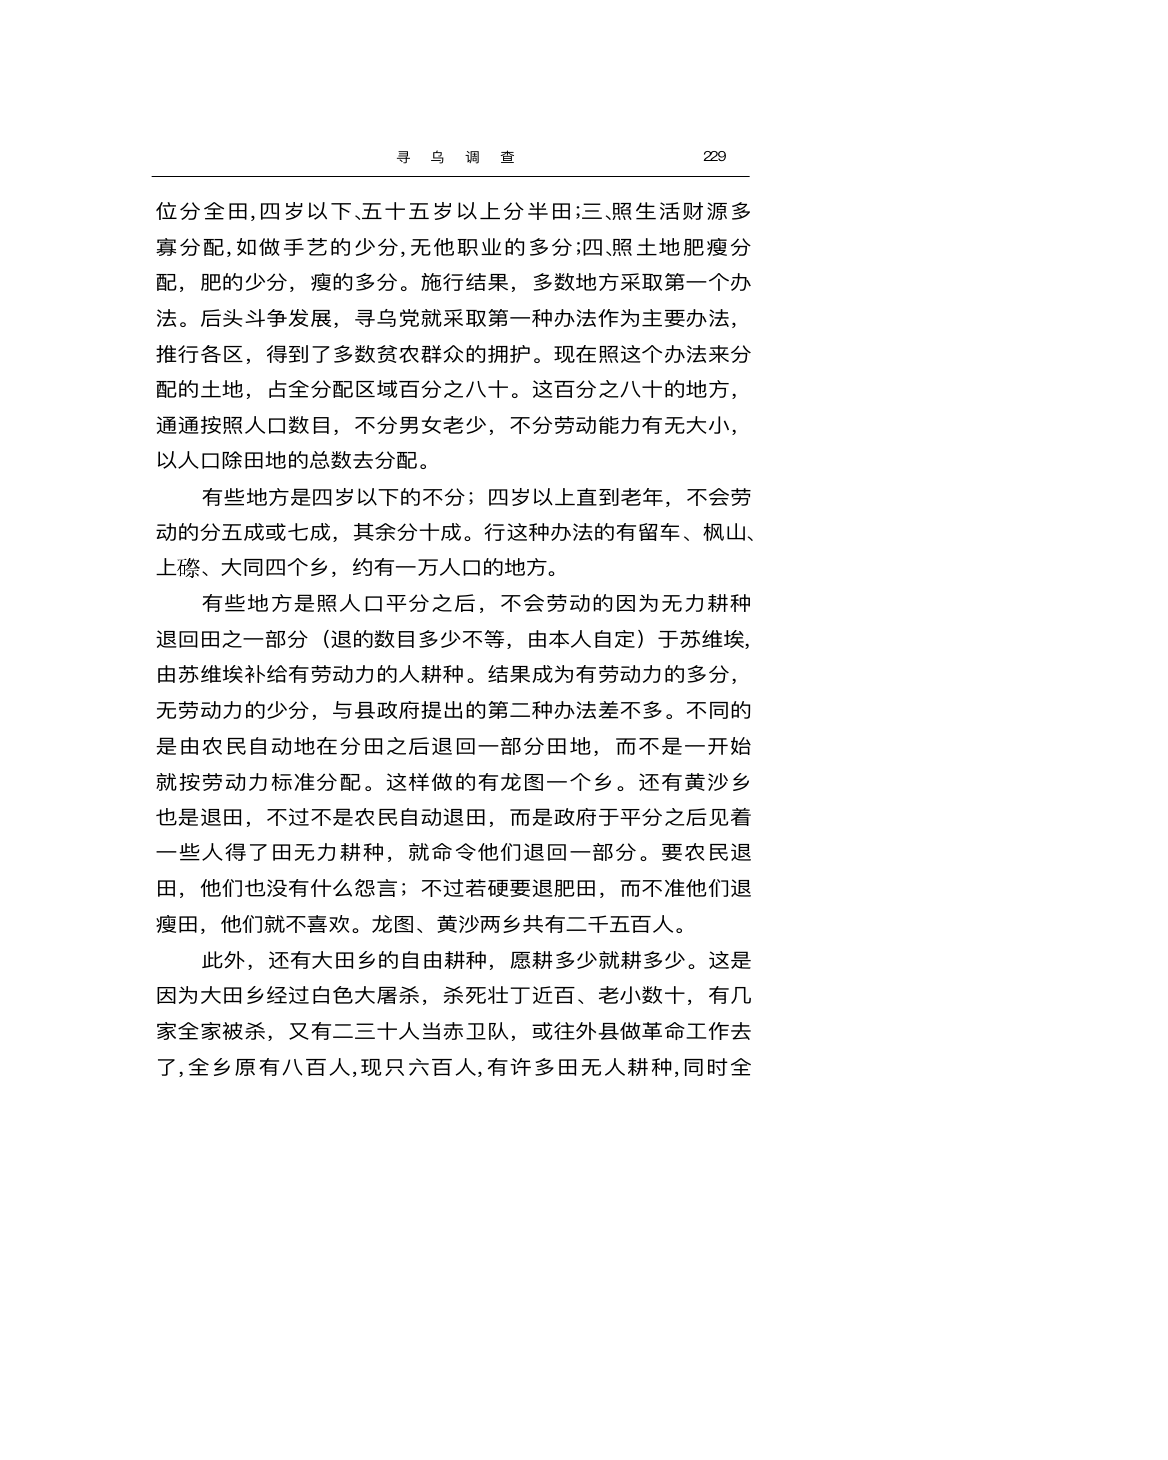 寻乌调查 229
位分全田,四岁以下、五十五岁以上分半田;三、照生活财源多
寡分配,如做手艺的少分,无他职业的多分;四、照土地肥瘦分
配，肥的少分，瘦的多分。施行结果，多数地方采取第一个办
法。后头斗争发展，寻乌党就采取第一种办法作为主要办法，
推行各区，得到了多数贫农群众的拥护。现在照这个办法来分
配的土地，占全分配区域百分之八十。这百分之八十的地方，
通通按照人口数目，不分男女老少，不分劳动能力有无大小，
以人口除田地的总数去分配。
有些地方是四岁以下的不分；四岁以上直到老年，不会劳
动的分五成或七成，其余分十成。行这种办法的有留车、枫山、
上磜、大同四个乡，约有一万人口的地方。
有些地方是照人口平分之后，不会劳动的因为无力耕种
退回田之一部分（退的数目多少不等，由本人自定）于苏维埃,
由苏维埃补给有劳动力的人耕种。结果成为有劳动力的多分，
无劳动力的少分，与县政府提出的第二种办法差不多。不同的
是由农民自动地在分田之后退回一部分田地，而不是一开始
就按劳动力标准分配。这样做的有龙图一个乡。还有黄沙乡
也是退田，不过不是农民自动退田，而是政府于平分之后见着
一些人得了田无力耕种，就命令他们退回一部分。要农民退
田，他们也没有什么怨言；不过若硬要退肥田，而不准他们退
瘦田，他们就不喜欢。龙图、黄沙两乡共有二千五百人。
此外，还有大田乡的自由耕种，愿耕多少就耕多少。这是
因为大田乡经过白色大屠杀，杀死壮丁近百、老小数十，有几
家全家被杀，又有二三十人当赤卫队，或往外县做革命工作去
了,全乡原有八百人,现只六百人,有许多田无人耕种,同时全